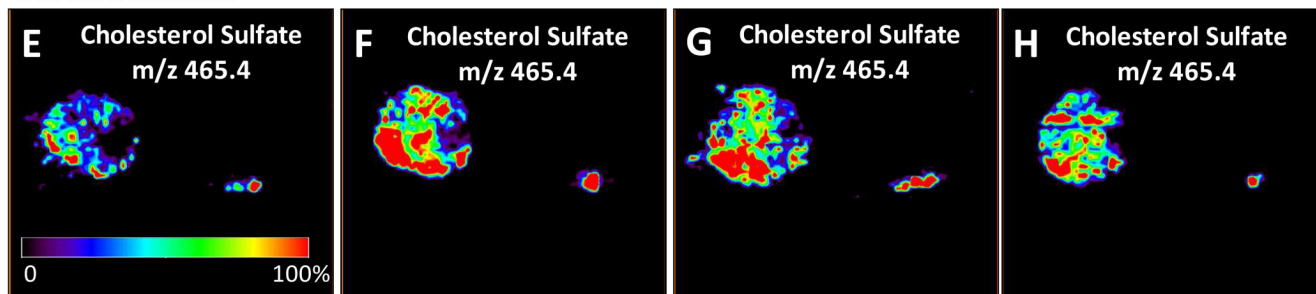 E Cholesterol Sulfate
m/z 465.4
0 100%
F Cholesterol Sulfate
m/z 465.4
G Cholesterol Sulfate
m/z 465.4
H Cholesterol Sulfate
m/z 465.4